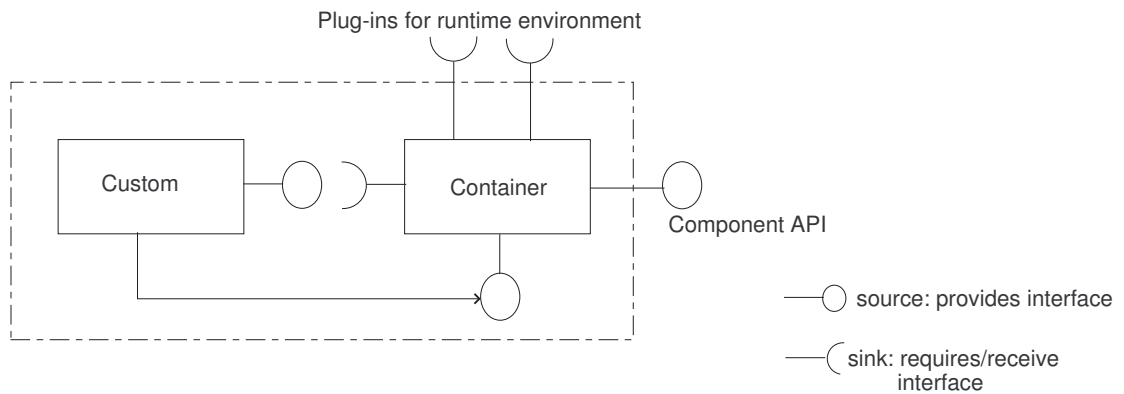 Plug-ins for runtime environment
Custom
Container
Component API
source: provides interface
sink: requires/receive
interface